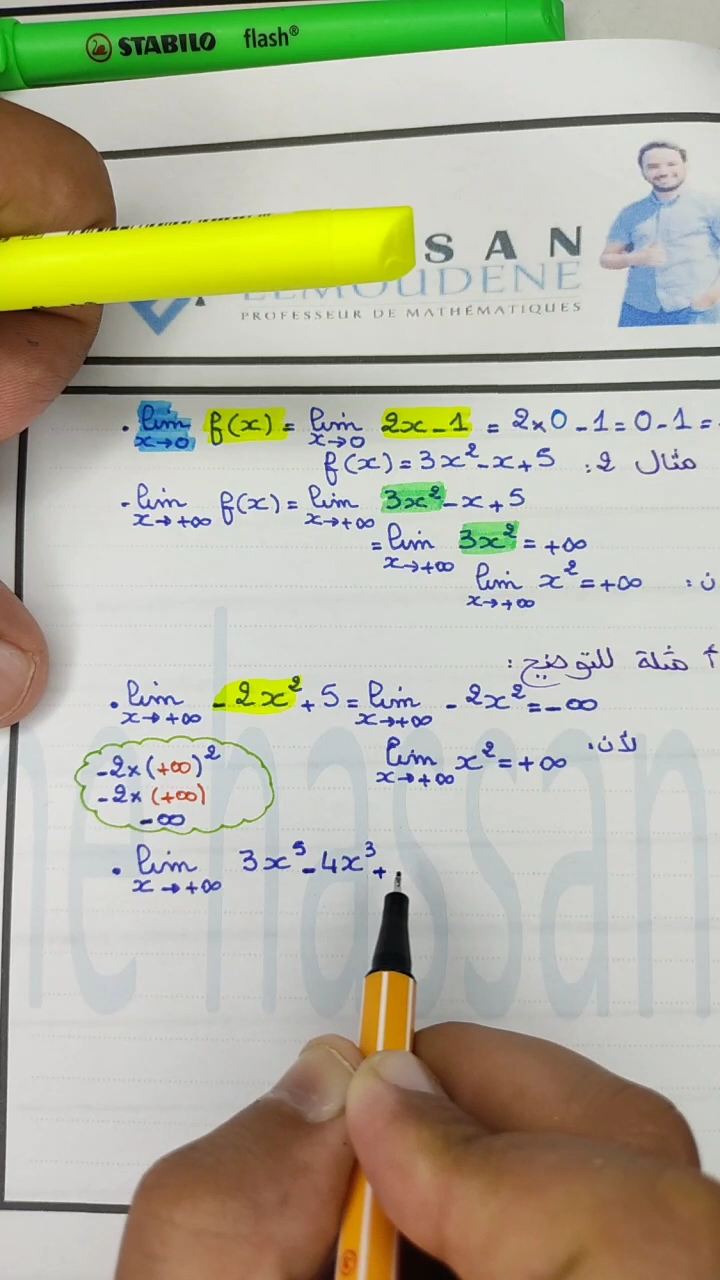 STABILO flash®
SAN
ELMOUDENE
PROFESSEUR DE MATHÉMATIQUES
. lim x→0 f(x) = lim x→0 2x - 1 = 2×0 - 1 = 0 - 1 =
مثال 2: f(x) = 3x² - x + 5
- lim x→+∞ f(x) = lim x→+∞ 3x² - x + 5
= lim x→+∞ 3x² = +∞
lim x→+∞ x² = +∞
أمثلة للتوضيح:
. lim x→+∞ -2x² + 5 = lim x→+∞ -2x² = -∞
لأن: lim x→+∞ x² = +∞
-2×(+∞)²
-2×(+∞)
-∞
. lim x→+∞ 3x⁵ - 4x³ +
ne hassan